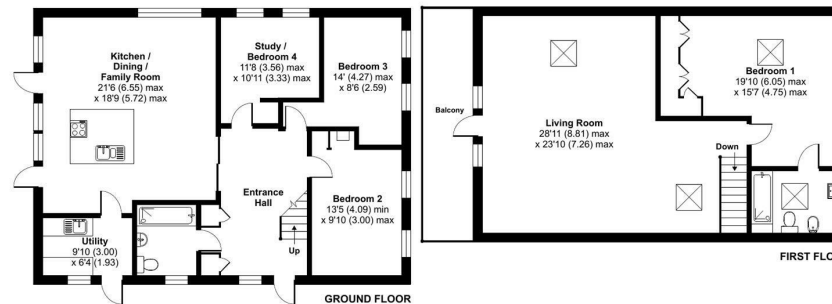 Kitchen /
Dining /
Family Room
21'6 (6.55) max
x 18'9 (5.72) max
Study /
Bedroom 4
11'8 (3.56) max
x 10'11 (3.33) max
Bedroom 3
14' (4.27) max
x 8'6 (2.59)
Entrance
Hall
Bedroom 2
13'5 (4.09) min
x 9'10 (3.00) max
Utility
9'10 (3.00)
x 6'4 (1.93)
Up
GROUND FLOOR
Balcony
Living Room
28'11 (8.81) max
x 23'10 (7.26) max
Bedroom 1
19'10 (6.05) max
x 15'7 (4.75) max
Down
FIRST FLO